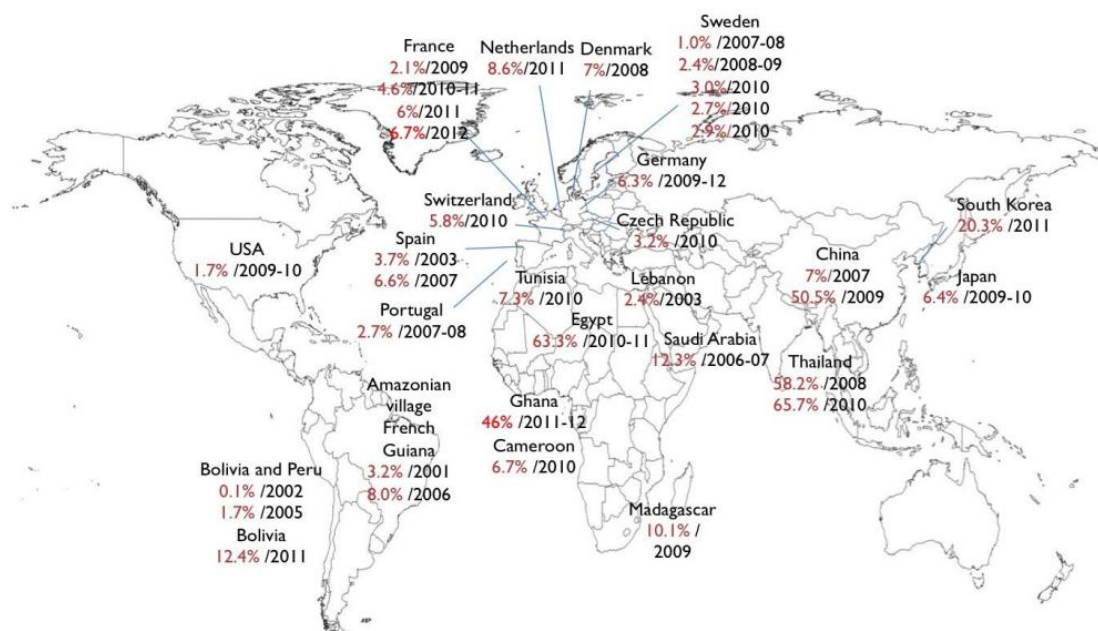 Sweden
1.0% /2007-08
2.4% /2008-09
3.0% /2010
2.7% /2010
2.9% /2010
France
2.1%/2009
4.6%/2010-11
6%/2011
6.7%/2012
Netherlands
8.6%/2011
Denmark
7%/2008
Germany
6.3% /2009-12
Switzerland
5.8%/2010
Czech Republic
3.2% /2010
South Korea
20.3% /2011
USA
1.7% /2009-10
Spain
3.7% /2003
6.6% /2007
China
7%/2007
50.5% /2009
Japan
6.4% /2009-10
Tunisia
7.3% /2010
Lebanon
2.4%/2003
Portugal
2.7% /2007-08
Egypt
63.3% /2010-11
Saudi Arabia
12.3% /2006-07
Thailand
58.2% /2008
65.7% /2010
Amazonian
village
French
Guiana
3.2% /2001
8.0% /2006
Ghana
46% /2011-12
Cameroon
6.7% /2010
Bolivia and Peru
0.1% /2002
1.7% /2005
Bolivia
12.4% /2011
Madagascar
10.1% /
2009